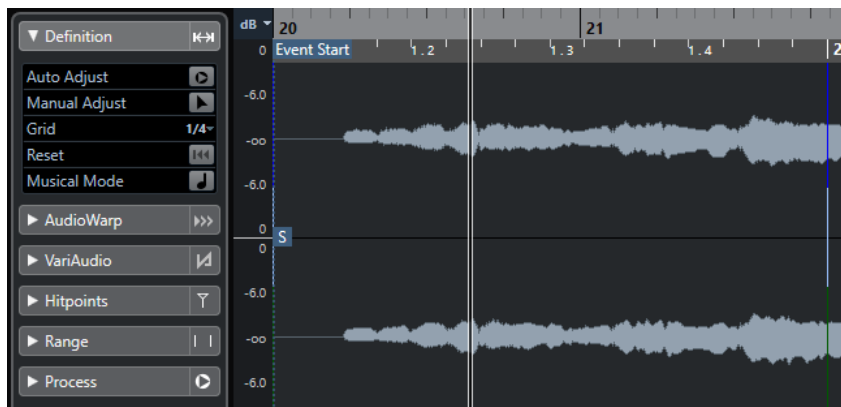 Definition
Auto Adjust
Manual Adjust
Grid 1/4
Reset
Musical Mode
AudioWarp
VariAudio
Hitpoints
Range
Process
dB 20 21
0 Event Start 1.2 1.3 1.4 2
-6.0
-oo
-6.0
0
S
0
-6.0
-oo
-6.0